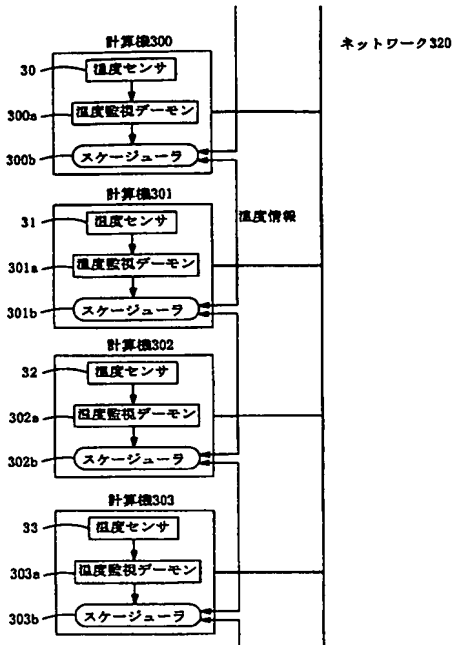 計算機300
ネットワーク320
30
温度センサ
300a
温度監視デーモン
300b
スケージューラ
計算機301
31
温度センサ
温度情報
301a
温度監視デーモン
301b
スケージューラ
計算機302
32
温度センサ
302a
温度監視デーモン
302b
スケージューラ
計算機303
33
温度センサ
303a
温度監視デーモン
303b
スケージューラ